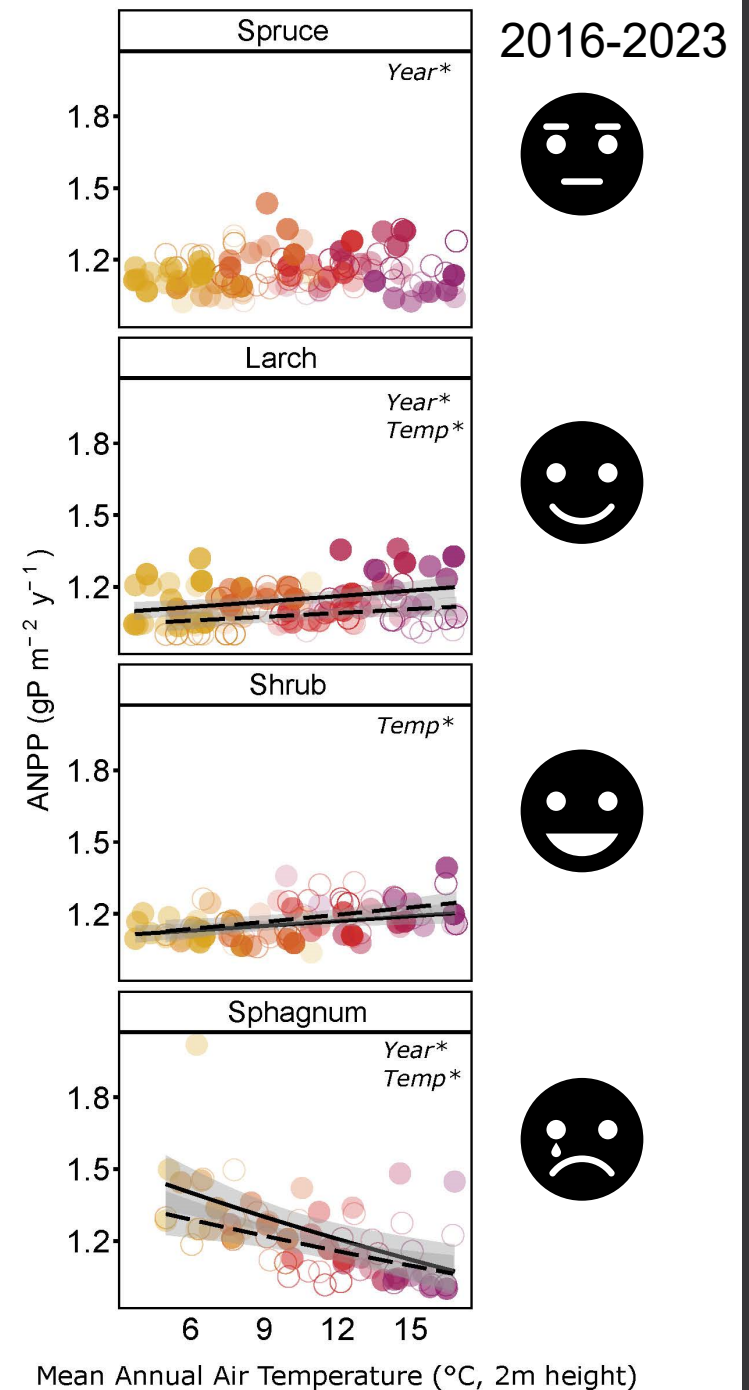 Spruce
2016-2023
Year*
1.8
1.5
1.2
Larch
Year*
Temp*
1.8
1.5
1.2
Shrub
Temp*
1.8
1.5
1.2
Sphagnum
Year*
Temp*
1.8
1.5
1.2
ANPP (gP m⁻² y⁻¹)
6 9 12 15
Mean Annual Air Temperature (°C, 2m height)